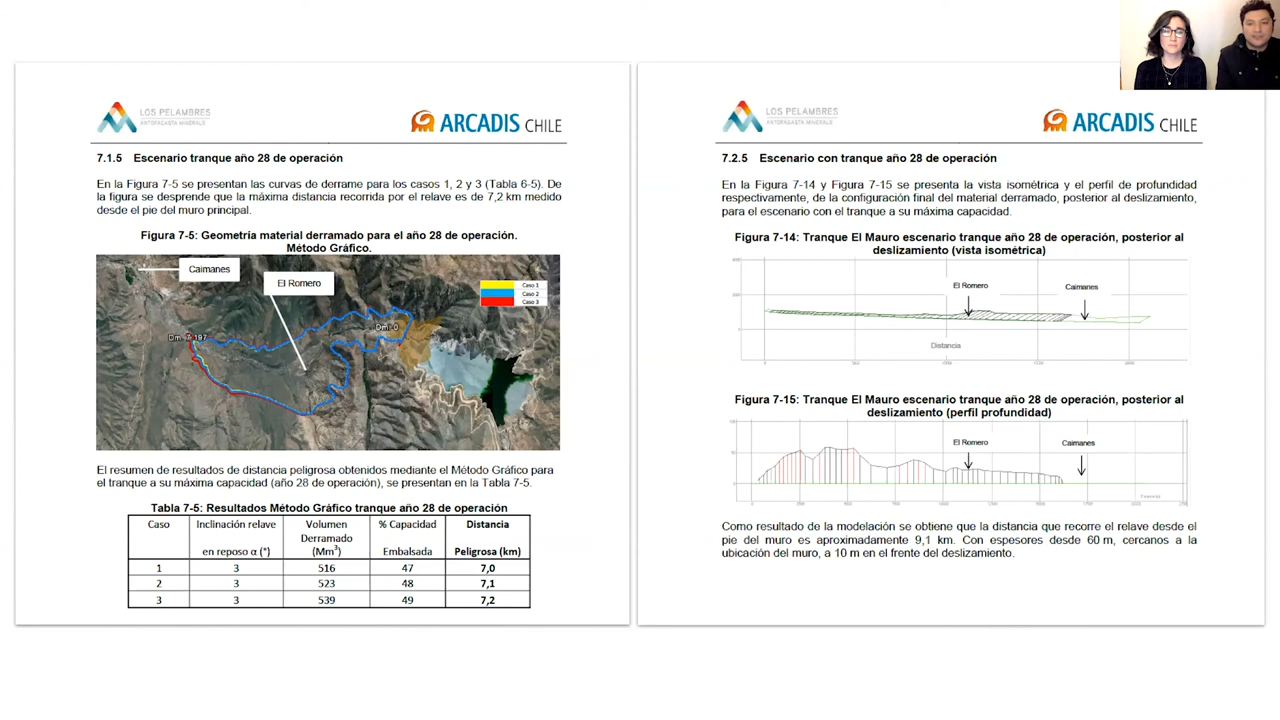 LOS PELAMBRES
ANTOFAGASTA MINERALS
ARCADIS CHILE
7.1.5 Escenario tranque año 28 de operación
En la Figura 7-5 se presentan las curvas de derrame para los casos 1, 2 y 3 (Tabla 6-5). De
la figura se desprende que la máxima distancia recorrida por el relave es de 7,2 km medido
desde el pie del muro principal.
Figura 7-5: Geometría material derramado para el año 28 de operación.
Método Gráfico.
Caimanes
El Romero
Caso 1
Caso 2
Caso 3
Dm. 0
Dm. 7.197
El resumen de resultados de distancia peligrosa obtenidos mediante el Método Gráfico para
el tranque a su máxima capacidad (año 28 de operación), se presentan en la Tabla 7-5.
Tabla 7-5: Resultados Método Gráfico tranque año 28 de operación
Caso Inclinación relave en reposo α (*) Volumen Derramado (Mm³) % Capacidad Embalsada Distancia Peligrosa (km)
1 3 516 47 7,0
2 3 523 48 7,1
3 3 539 49 7,2
LOS PELAMBRES
ANTOFAGASTA MINERALS
ARCADIS CHILE
7.2.5 Escenario con tranque año 28 de operación
En la Figura 7-14 y Figura 7-15 se presenta la vista isométrica y el perfil de profundidad
respectivamente, de la configuración final del material derramado, posterior al deslizamiento,
para el escenario con el tranque a su máxima capacidad.
Figura 7-14: Tranque El Mauro escenario tranque año 28 de operación, posterior al
deslizamiento (vista isométrica)
El Romero
Caimanes
Distancia
Figura 7-15: Tranque El Mauro escenario tranque año 28 de operación, posterior al
deslizamiento (perfil profundidad)
El Romero
Caimanes
Como resultado de la modelación se obtiene que la distancia que recorre el relave desde el
pie del muro es aproximadamente 9,1 km. Con espesores desde 60 m, cercanos a la
ubicación del muro, a 10 m en el frente del deslizamiento.